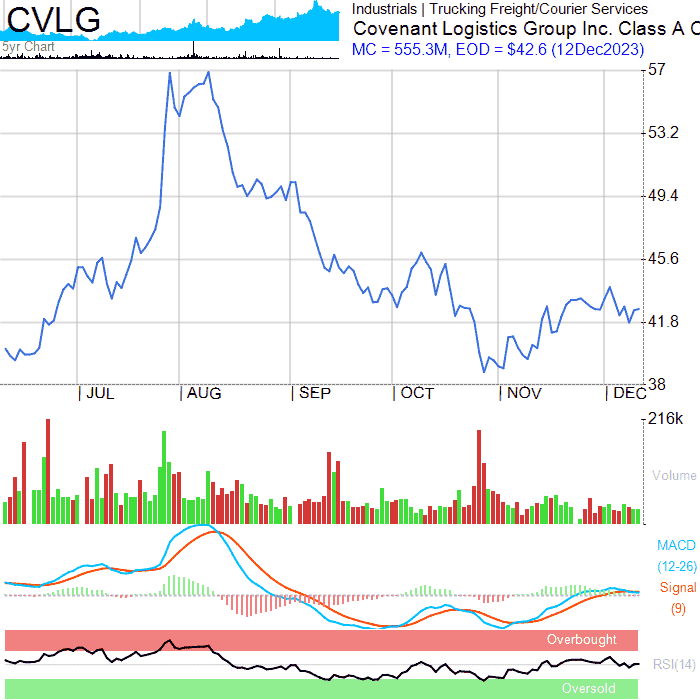 CVLG
5yr Chart
Industrials | Trucking Freight/Courier Services
Covenant Logistics Group Inc. Class A C
MC = 555.3M, EOD = $42.6 (12Dec2023)
57
53.2
49.4
45.6
41.8
38
| JUL | AUG | SEP | OCT | NOV | DEC
216k
Volume
MACD
(12-26)
Signal
(9)
Overbought
RSI(14)
Oversold